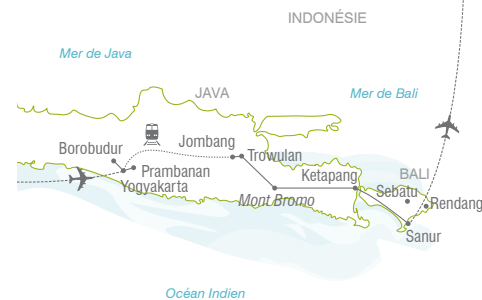 INDONÉSIE
Mer de Java
JAVA
Mer de Bali
Jombang
Borobudur
Trowulan
Prambanan
Ketapang
BALI
Yogyakarta
Sebatu
Mont Bromo
Rendang
Sanur
Océan Indien